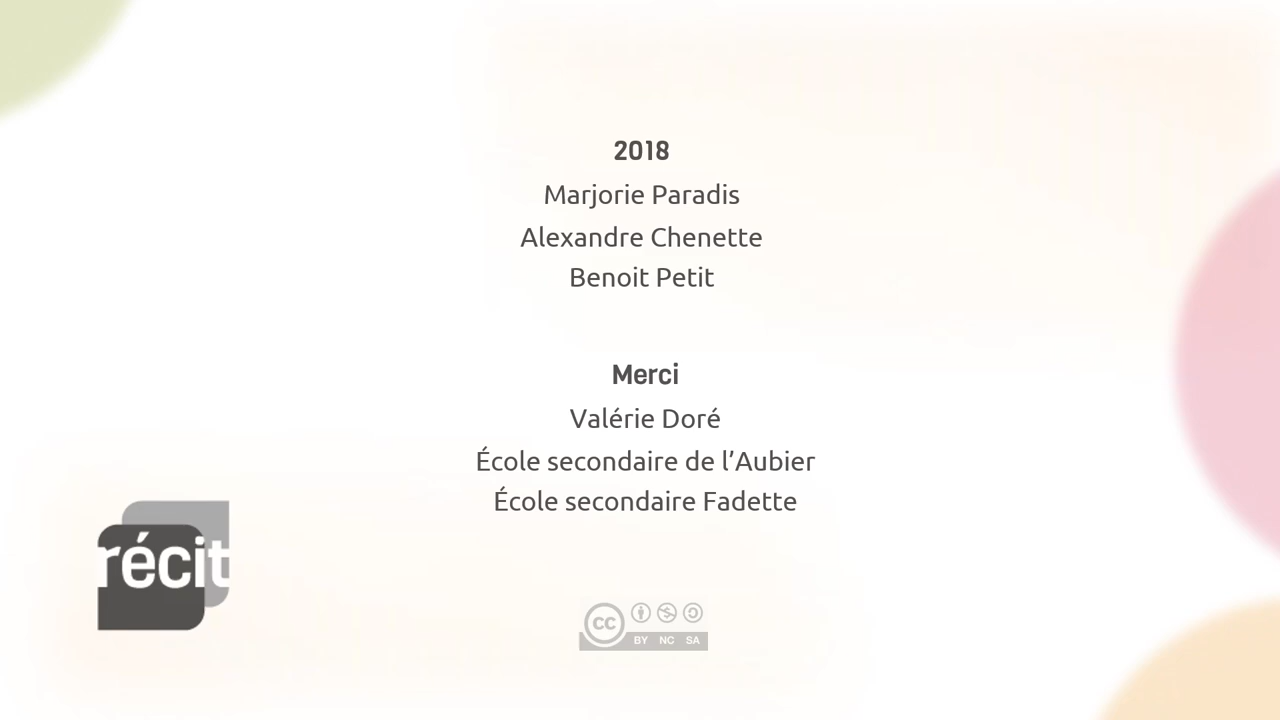 2018
Marjorie Paradis
Alexandre Chenette
Benoit Petit
Merci
Valérie Doré
École secondaire de l’Aubier
École secondaire Fadette
récit
cc
BY NC SA